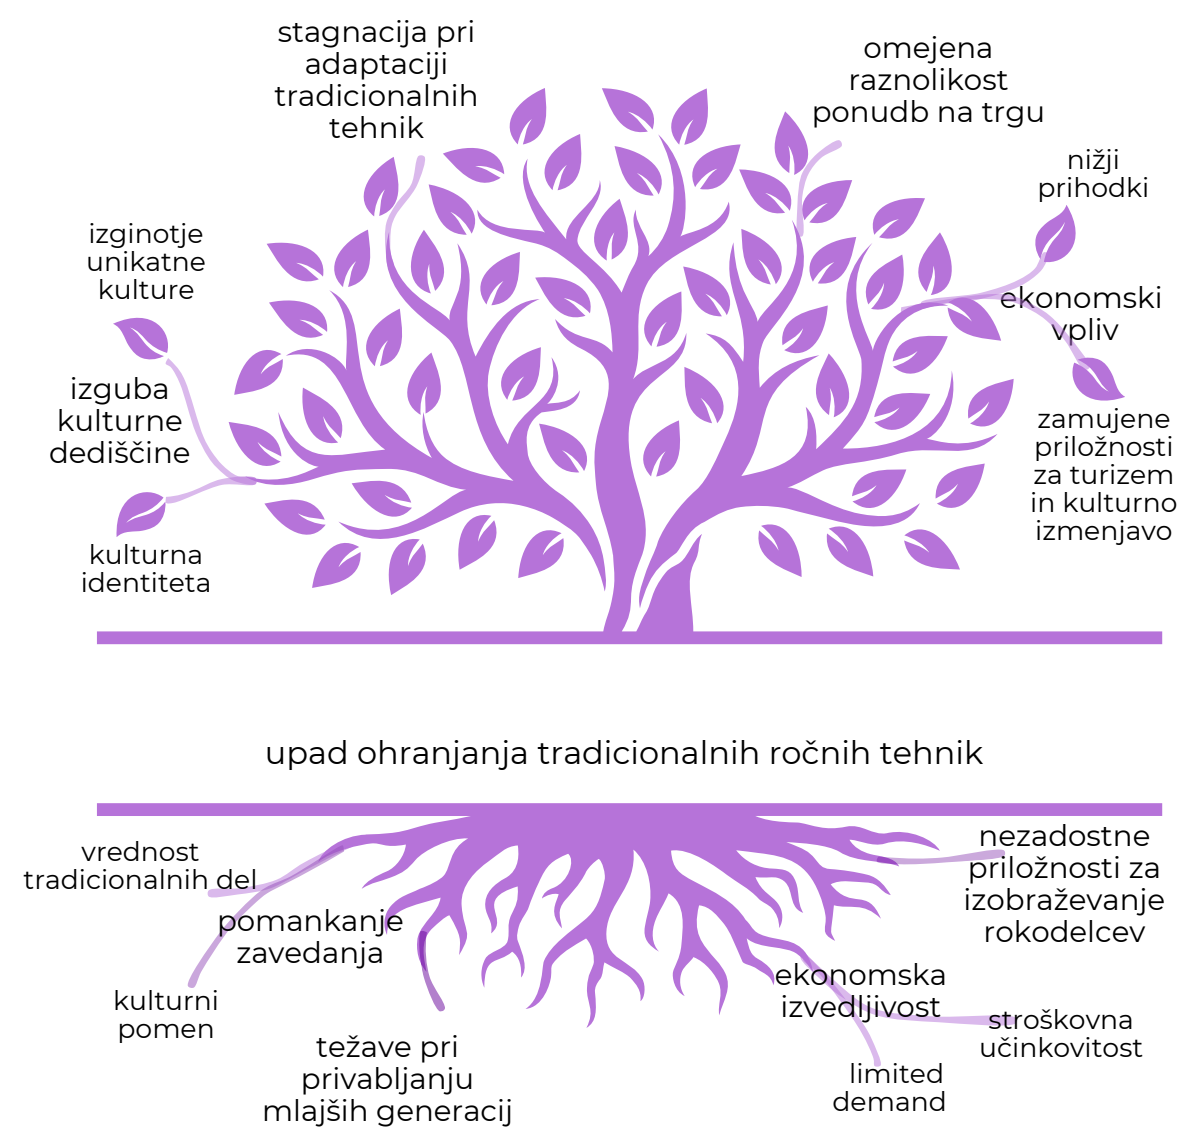 stagnacija pri
adaptaciji
tradicionalnih
tehnik
omejena
raznolikost
ponudb na trgu
nižji
prihodki
izginotje
unikatne
kulture
ekonomski
vpliv
izguba
kulturne
dediščine
zamujene
priložnosti
za turizem
in kulturno
izmenjavo
kulturna
identiteta
upad ohranjanja tradicionalnih ročnih tehnik
vrednost
tradicionalnih del
nezadostne
priložnosti za
izobraževanje
rokodelcev
pomankanje
zavedanja
ekonomska
izvedljivost
kulturni
pomen
stroškovna
učinkovitost
težave pri
privabljanju
mlajših generacij
limited
demand